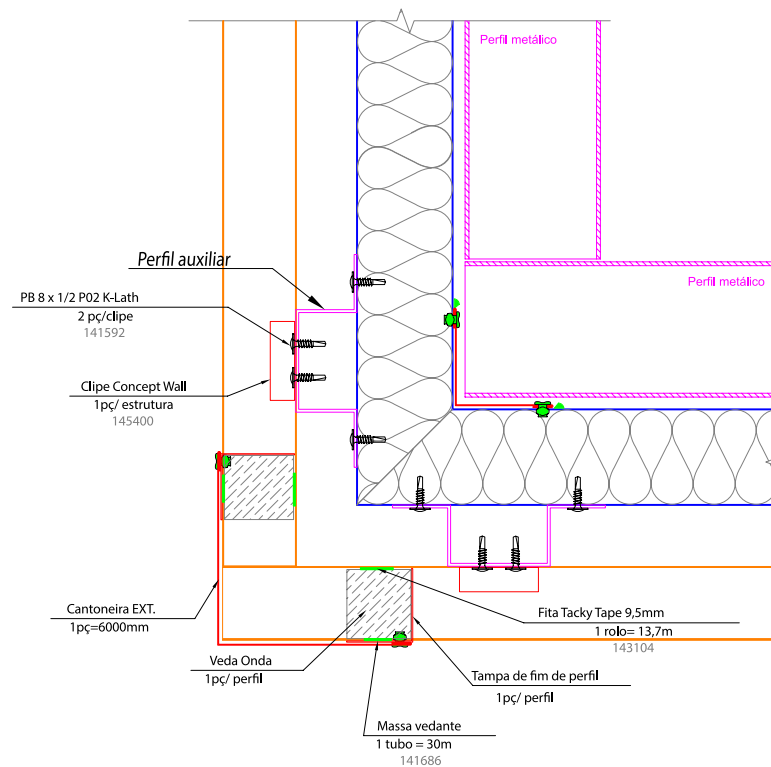 Perfil metálico
Perfil auxiliar
Perfil metálico
PB 8 x 1/2 P02 K-Lath
2 pç/clipe
141592
Clipe Concept Wall
1pç/ estrutura
145400
Cantoneira EXT.
1pç=6000mm
Fita Tacky Tape 9,5mm
1 rolo= 13,7m
143104
Veda Onda
1pç/ perfil
Tampa de fim de perfil
1pç/ perfil
Massa vedante
1 tubo = 30m
141686